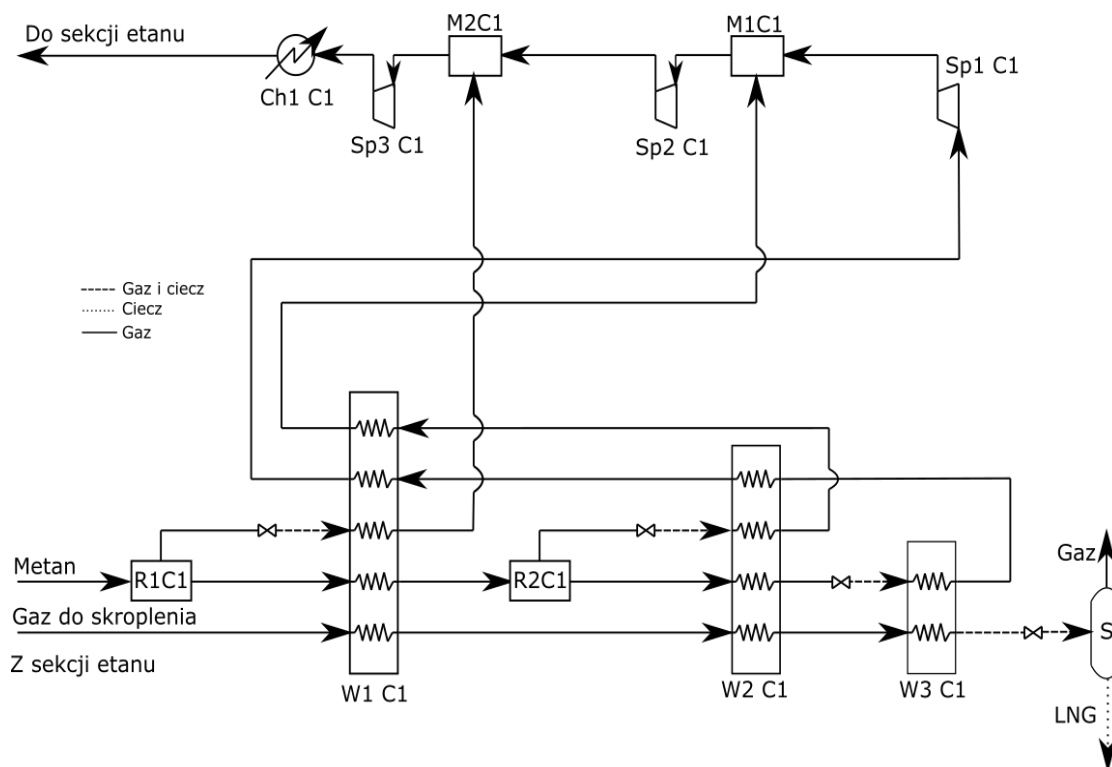 Do sekcji etanu
M2C1
M1C1
Sp1 C1
Ch1 C1
Sp3 C1
Sp2 C1
Gaz i ciecz
Ciecz
Gaz
Metan
R1C1
R2C1
Gaz
Gaz do skroplenia
S
Z sekcji etanu
W1 C1
W2 C1
W3 C1
LNG